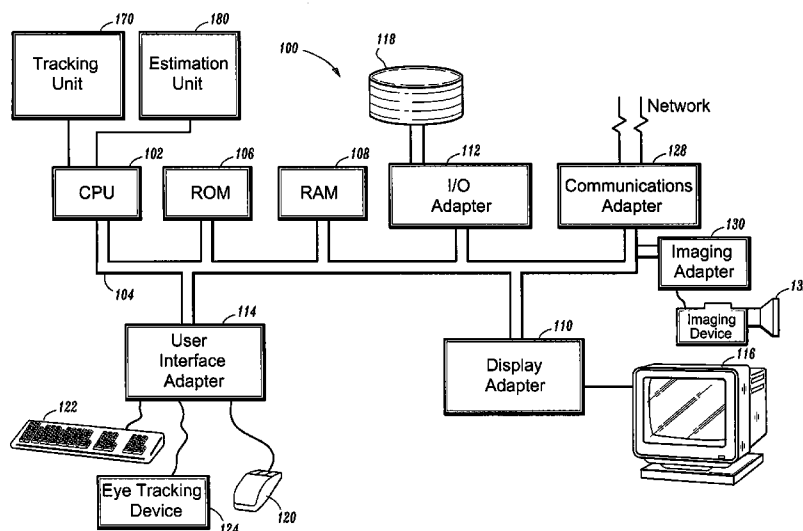 170
180
Tracking
Unit
Estimation
Unit
100
118
Network
102
CPU
106
ROM
108
RAM
112
I/O
Adapter
128
Communications
Adapter
130
Imaging
Adapter
104
13
Imaging
Device
114
User
Interface
Adapter
110
Display
Adapter
116
122
Eye Tracking
Device
124
120